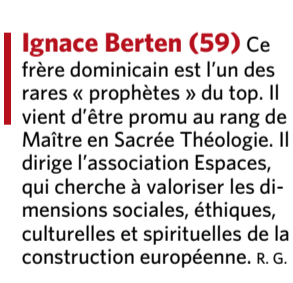 Ignace Berten (59) Ce
frère dominicain est l’un des
rares « prophètes » du top. Il
vient d’être promu au rang de
Maître en Sacrée Théologie. Il
dirige l’association Espaces,
qui cherche à valoriser les di-
mensions sociales, éthiques,
culturelles et spirituelles de la
construction européenne. R. G.